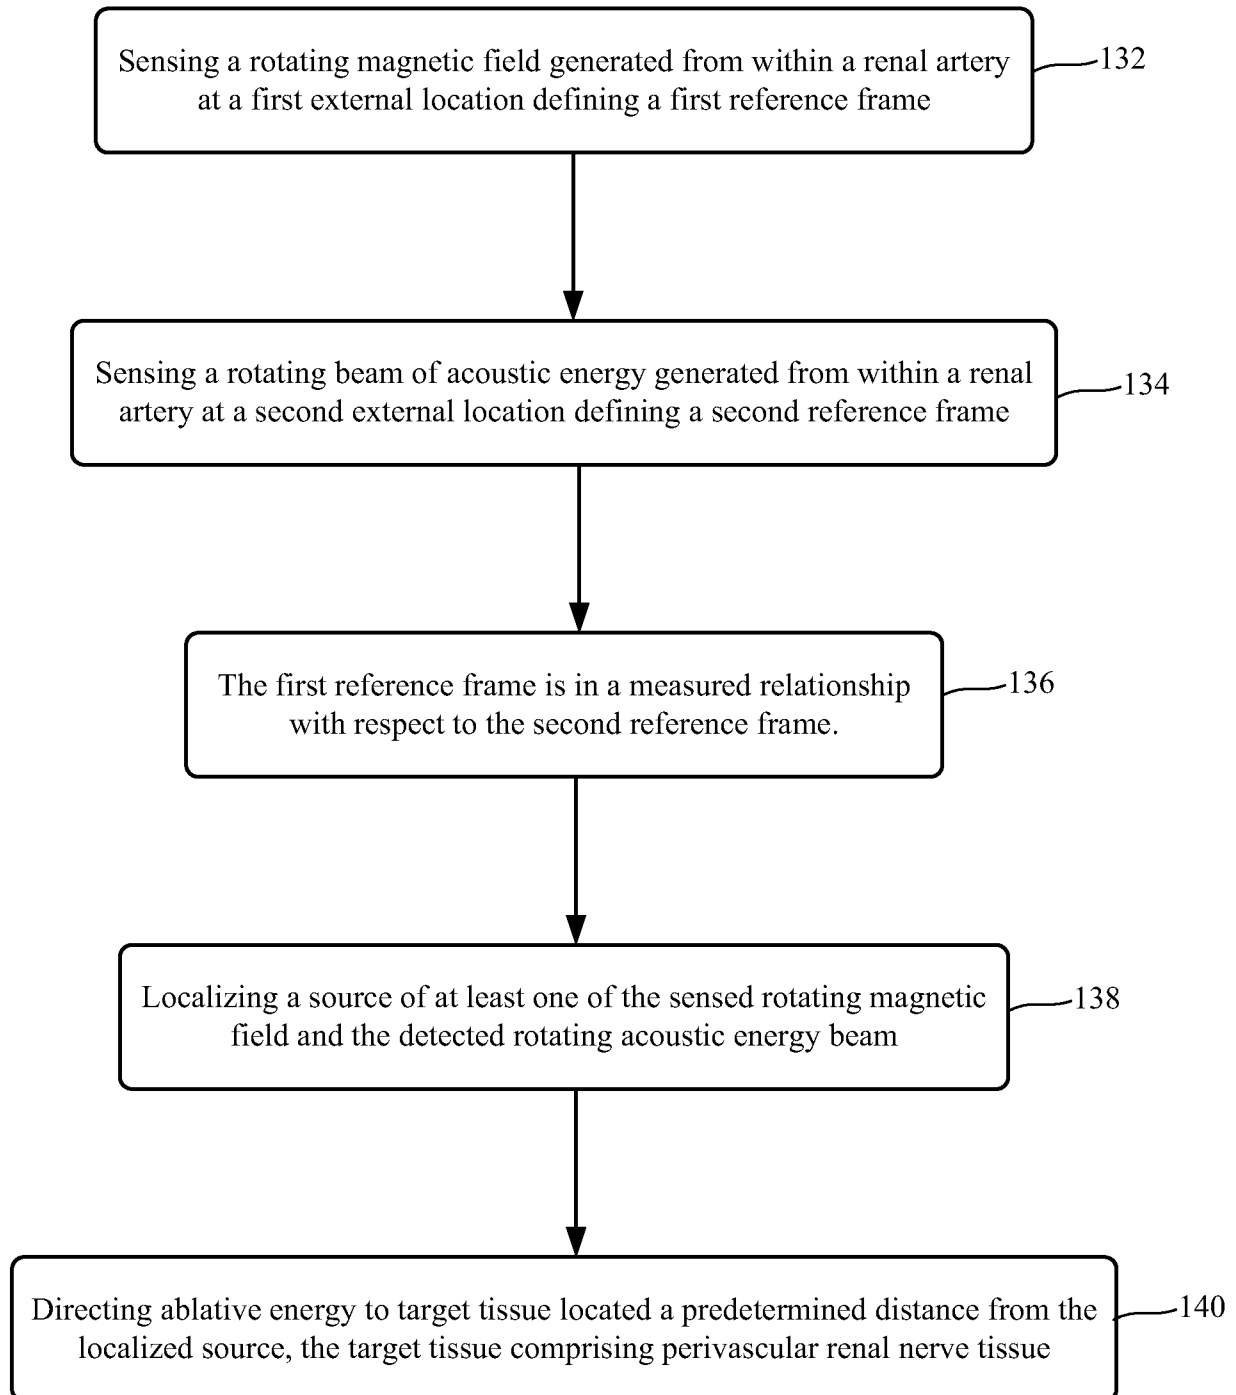 Sensing a rotating magnetic field generated from within a renal artery
at a first external location defining a first reference frame
132
Sensing a rotating beam of acoustic energy generated from within a renal
artery at a second external location defining a second reference frame
134
The first reference frame is in a measured relationship
with respect to the second reference frame.
136
Localizing a source of at least one of the sensed rotating magnetic
field and the detected rotating acoustic energy beam
138
Directing ablative energy to target tissue located a predetermined distance from the
localized source, the target tissue comprising perivascular renal nerve tissue
140